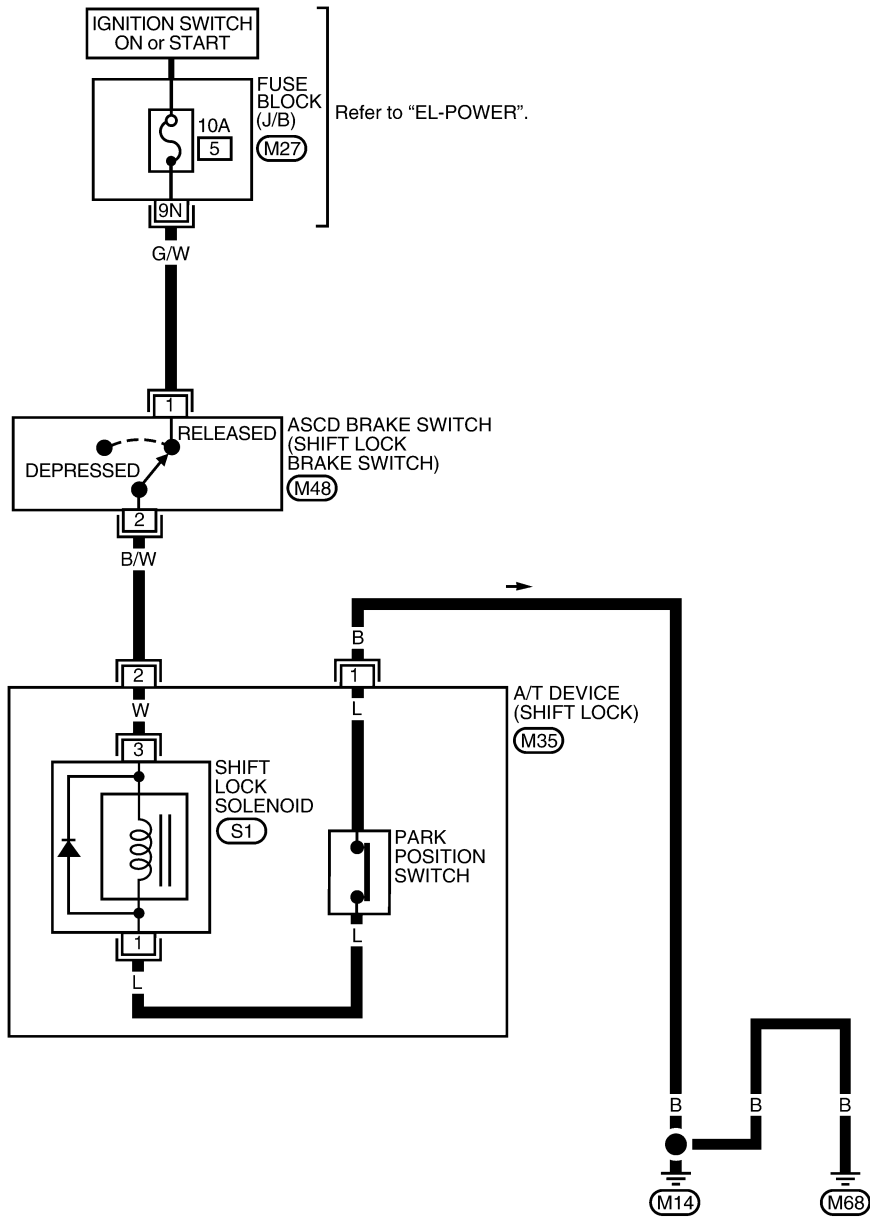 IGNITION SWITCH
ON or START
FUSE
BLOCK
(J/B)
Refer to “EL-POWER”.
10A
5
M27
9N
G/W
1
RELEASED
DEPRESSED
ASCD BRAKE SWITCH
(SHIFT LOCK
BRAKE SWITCH)
M48
2
B/W
B
2
1
A/T DEVICE
(SHIFT LOCK)
M35
W
L
3
SHIFT
LOCK
SOLENOID
S1
PARK
POSITION
SWITCH
1
L
L
B
B
B
M14
M68